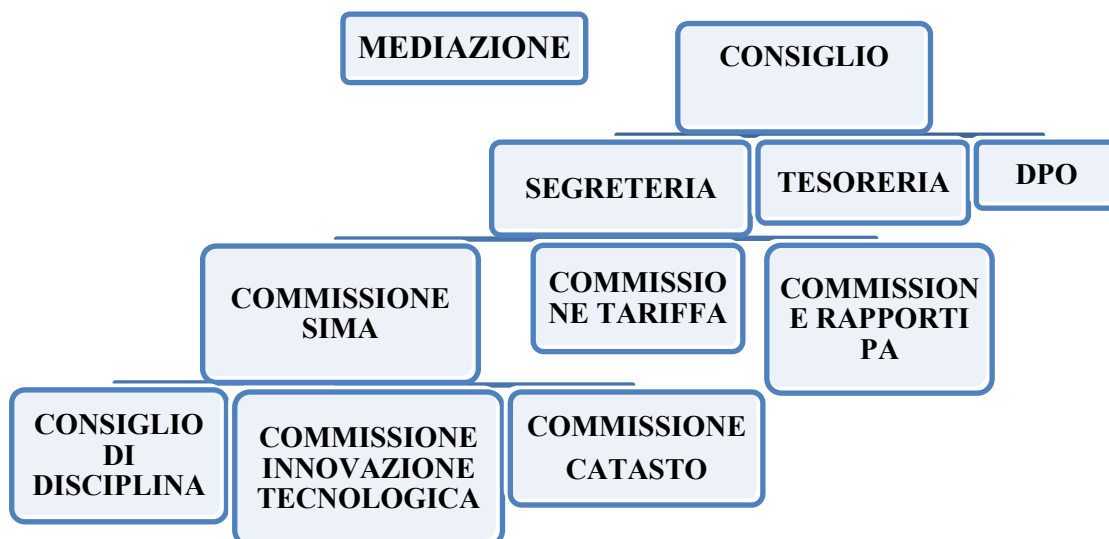 MEDIAZIONE
CONSIGLIO
SEGRETERIA
TESORERIA
DPO
COMMISSIONE
SIMA
COMMISSIO
NE TARIFFA
COMMISSION
E RAPPORTI
PA
CONSIGLIO
DI
DISCIPLINA
COMMISSIONE
INNOVAZIONE
TECNOLOGICA
COMMISSIONE
CATASTO